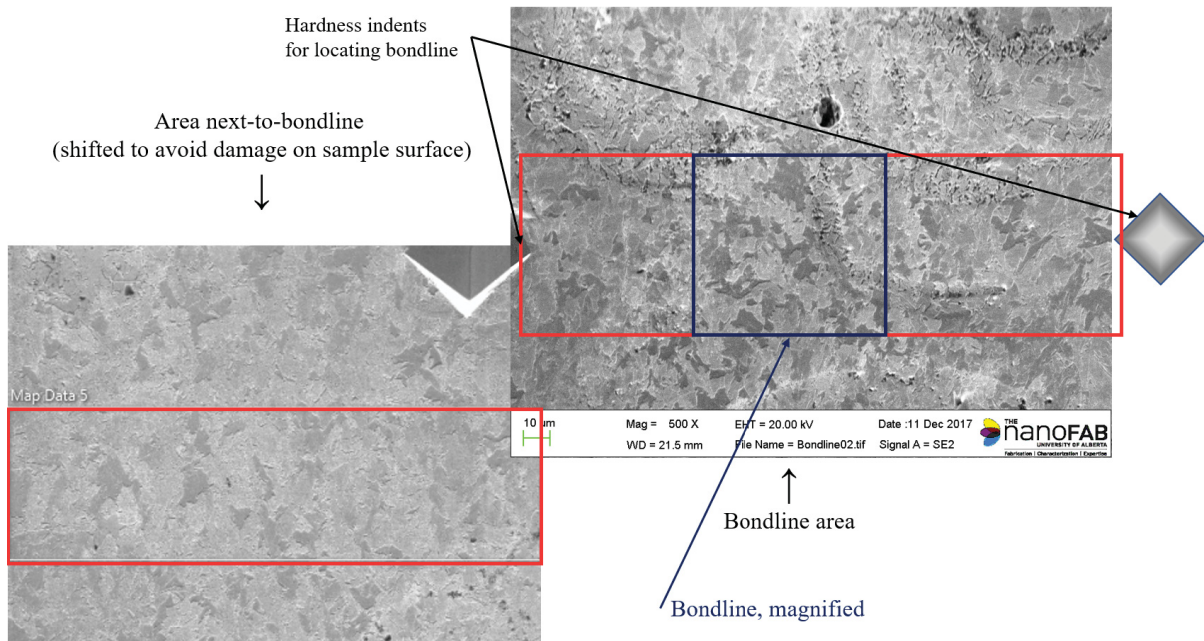 Hardness indents
for locating bondline
Area next-to-bondline
(shifted to avoid damage on sample surface)
Map Data 5
10 µm
Mag = 500 X
EHT = 20.00 kV
Date :11 Dec 2017
WD = 21.5 mm
File Name = Bondline02.tif
Signal A = SE2
THE
nanoFAB
UNIVERSITY OF ALBERTA
Fabrication | Characterization | Expertise
Bondline area
Bondline, magnified